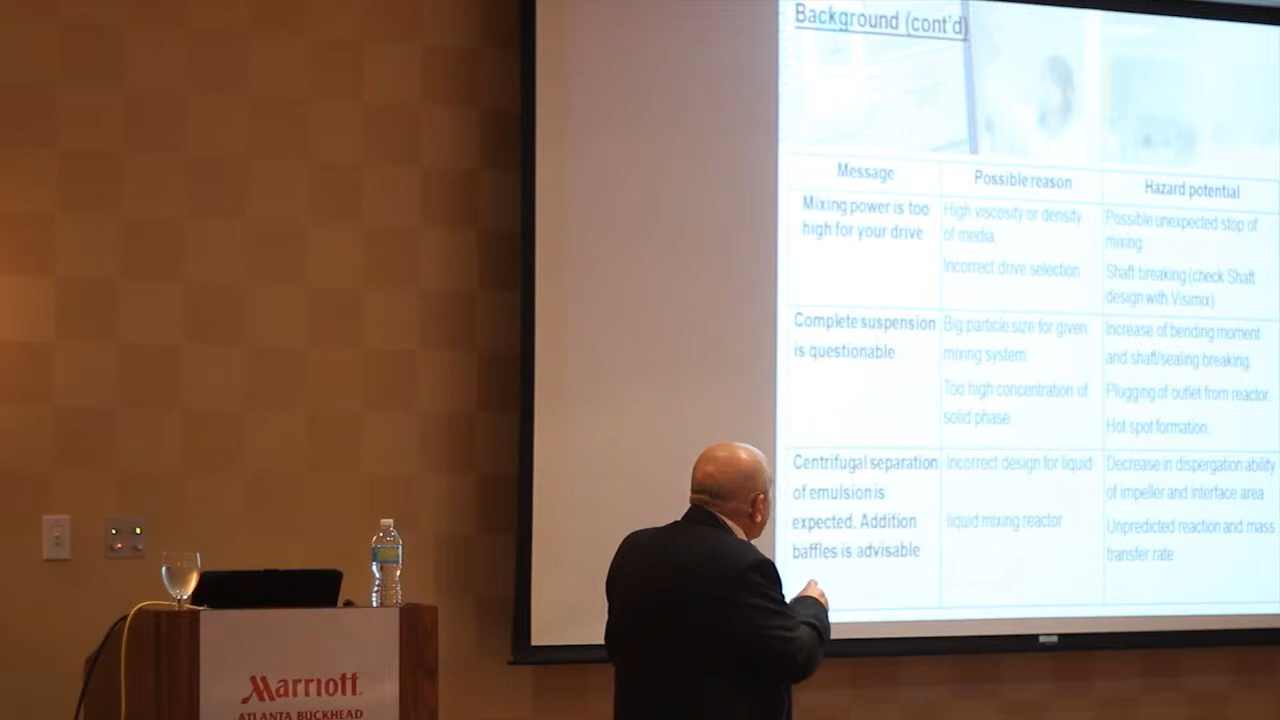 Background (cont'd)
Message
Possible reason
Hazard potential
Mixing power is too
high for your drive
High viscosity or density
of media.
Incorrect drive selection
Possible unexpected stop of
mixing.
Shaft breaking (check Shaft
design with Visimix)
Complete suspension
is questionable
Big particle size for given
mixing system.
Too high concentration of
solid phase.
Increase of bending moment
and shaft/sealing breaking.
Plugging of outlet from reactor.
Hot spot formation.
Centrifugal separation
of emulsion is
expected. Addition
baffles is advisable
Incorrect design for liquid-
liquid mixing reactor
Decrease in dispergation ability
of impeller and interface area
Unpredicted reaction and mass
transfer rate
Marriott
ATLANTA BUCKHEAD